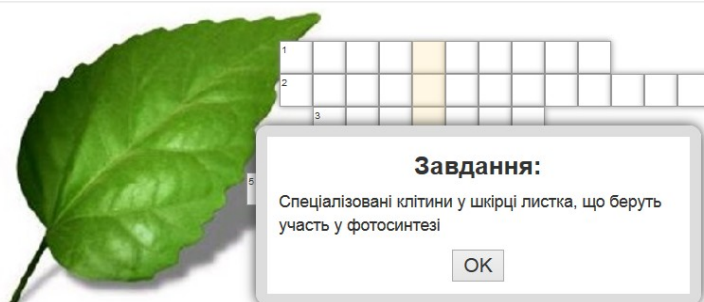 1
2
3
5
Завдання:
Спеціалізовані клітини у шкірці листка, що беруть
участь у фотосинтезі
OK